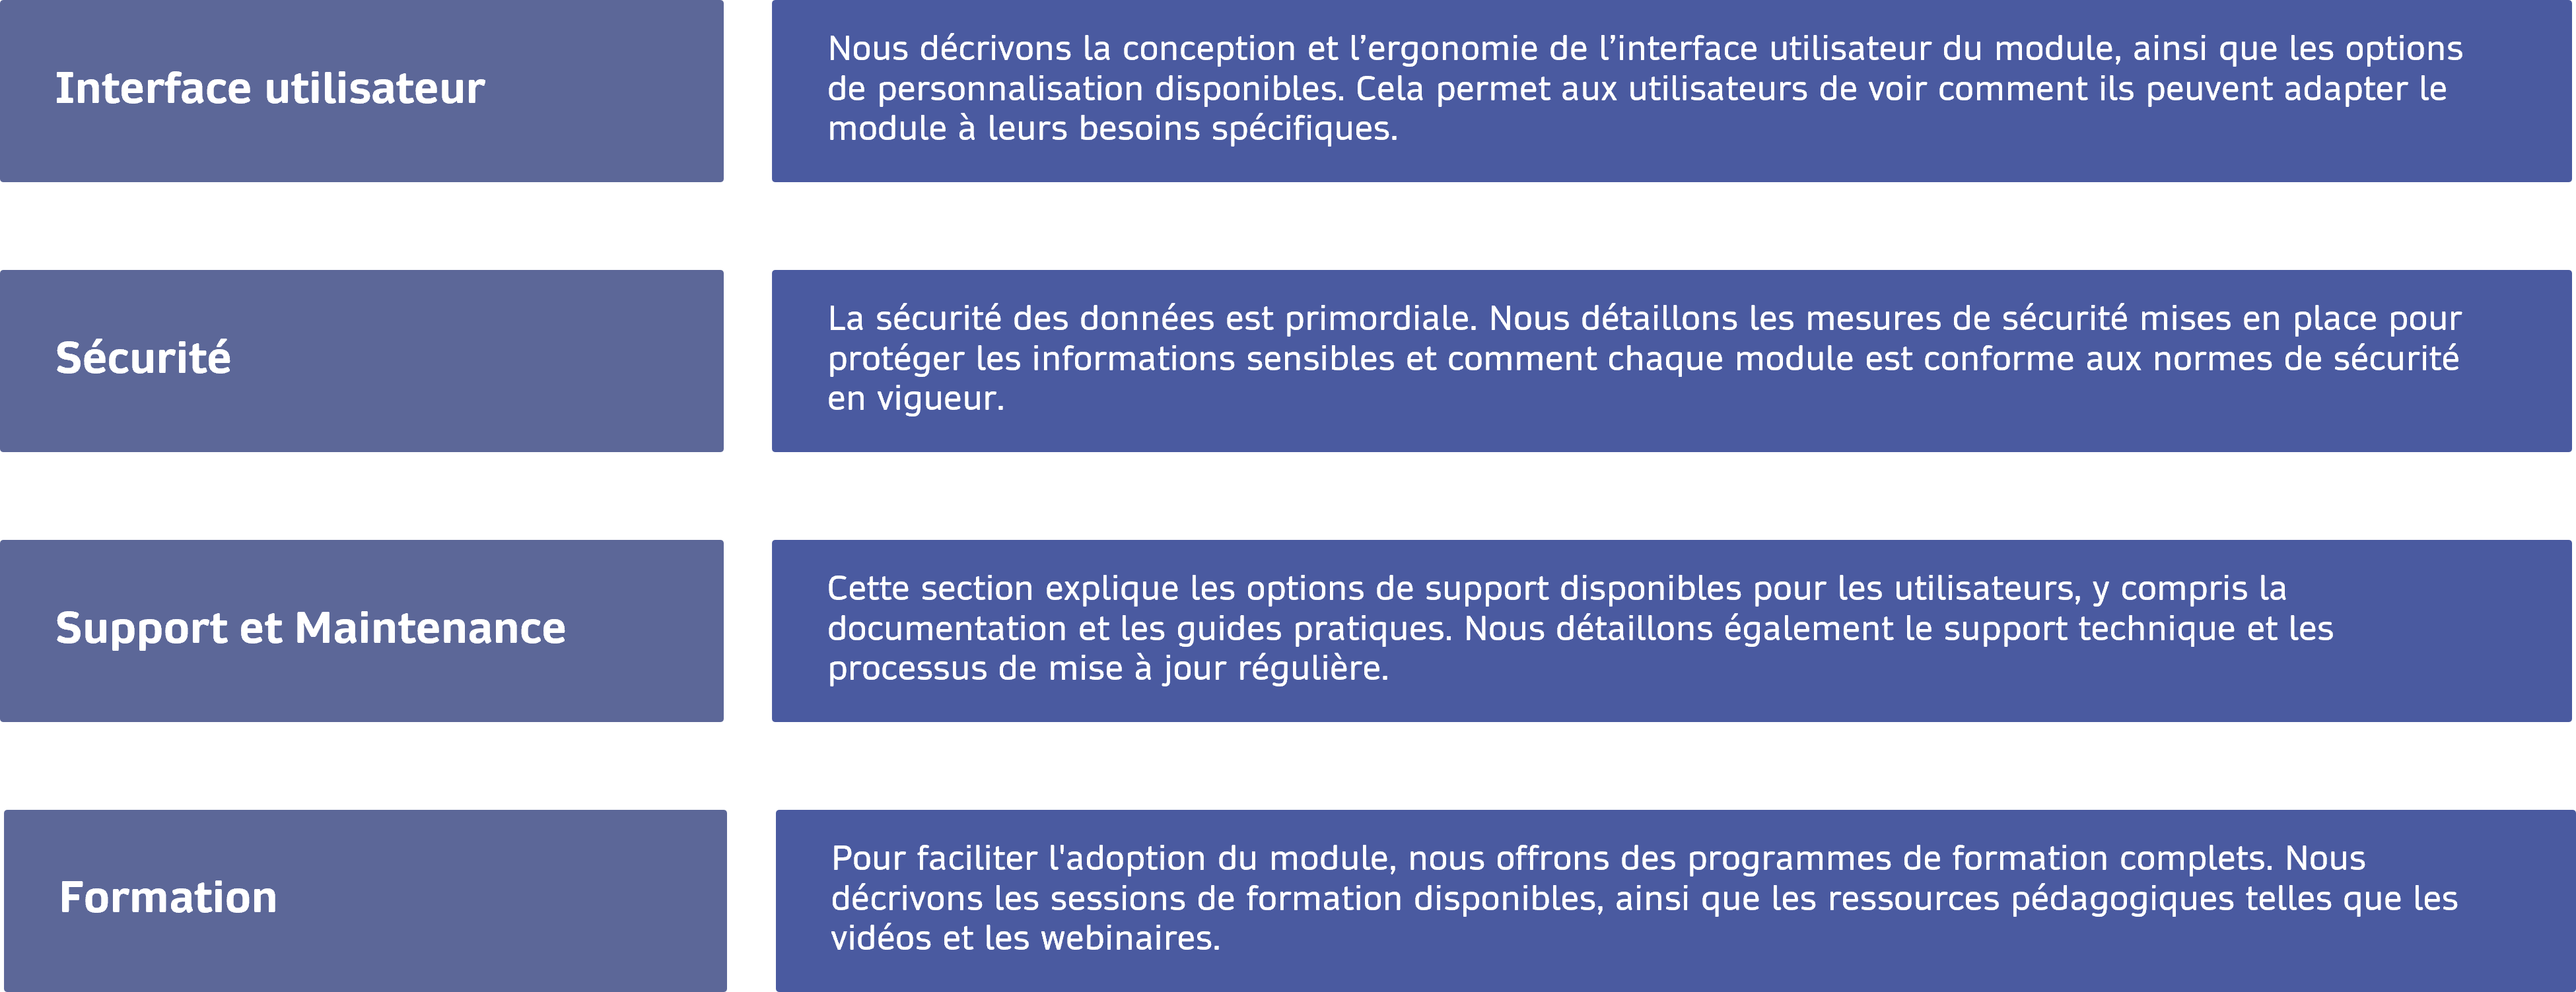 Interface utilisateur
Nous décrivons la conception et l’ergonomie de l’interface utilisateur du module, ainsi que les options
de personnalisation disponibles. Cela permet aux utilisateurs de voir comment ils peuvent adapter le
module à leurs besoins spécifiques.
Sécurité
La sécurité des données est primordiale. Nous détaillons les mesures de sécurité mises en place pour
protéger les informations sensibles et comment chaque module est conforme aux normes de sécurité
en vigueur.
Support et Maintenance
Cette section explique les options de support disponibles pour les utilisateurs, y compris la
documentation et les guides pratiques. Nous détaillons également le support technique et les
processus de mise à jour régulière.
Formation
Pour faciliter l'adoption du module, nous offrons des programmes de formation complets. Nous
décrivons les sessions de formation disponibles, ainsi que les ressources pédagogiques telles que les
vidéos et les webinaires.